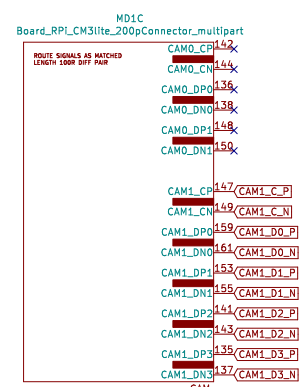 MD1C
Board_RPi_CM3lite_200pConnector_multipart
ROUTE SIGNALS AS MATCHED
LENGTH 100R DIFF PAIR
CAM0_CP 142
CAM0_CN 144
CAM0_DP0 136
CAM0_DN0 138
CAM0_DP1 148
CAM0_DN1 150
CAM1_CP 147 CAM1_C_P
CAM1_CN 149 CAM1_C_N
CAM1_DP0 159 CAM1_D0_P
CAM1_DN0 161 CAM1_D0_N
CAM1_DP1 153 CAM1_D1_P
CAM1_DN1 155 CAM1_D1_N
CAM1_DP2 141 CAM1_D2_P
CAM1_DN2 143 CAM1_D2_N
CAM1_DP3 135 CAM1_D3_P
CAM1_DN3 137 CAM1_D3_N